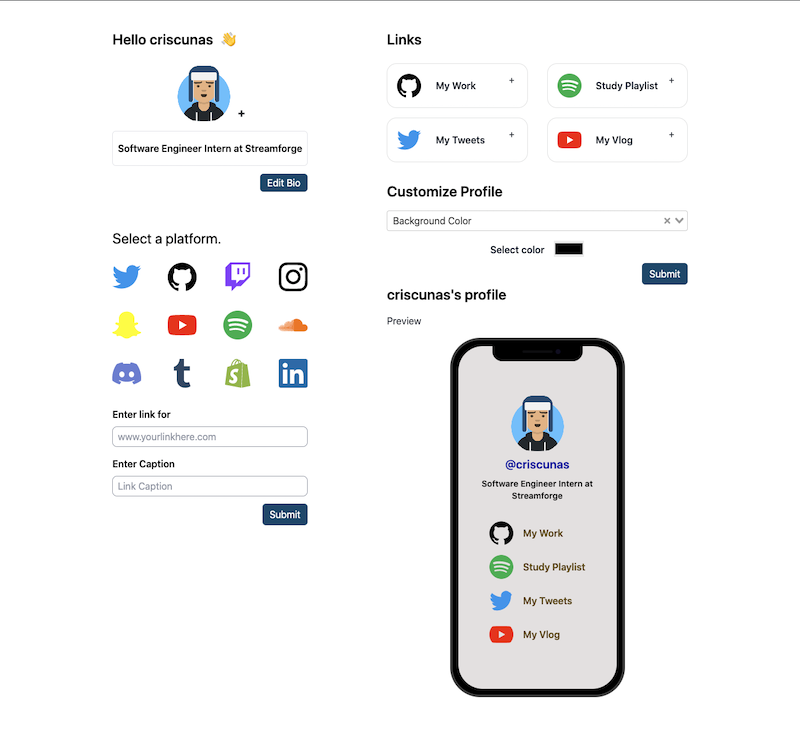 Hello criscunas 👋
+
Software Engineer Intern at Streamforge
Edit Bio
Select a platform.
Enter link for
www.yourlinkhere.com
Enter Caption
Link Caption
Submit
Links
My Work +
Study Playlist +
My Tweets +
My Vlog +
Customize Profile
Background Color
Select color
Submit
criscunas's profile
Preview
@criscunas
Software Engineer Intern at
Streamforge
My Work
Study Playlist
My Tweets
My Vlog